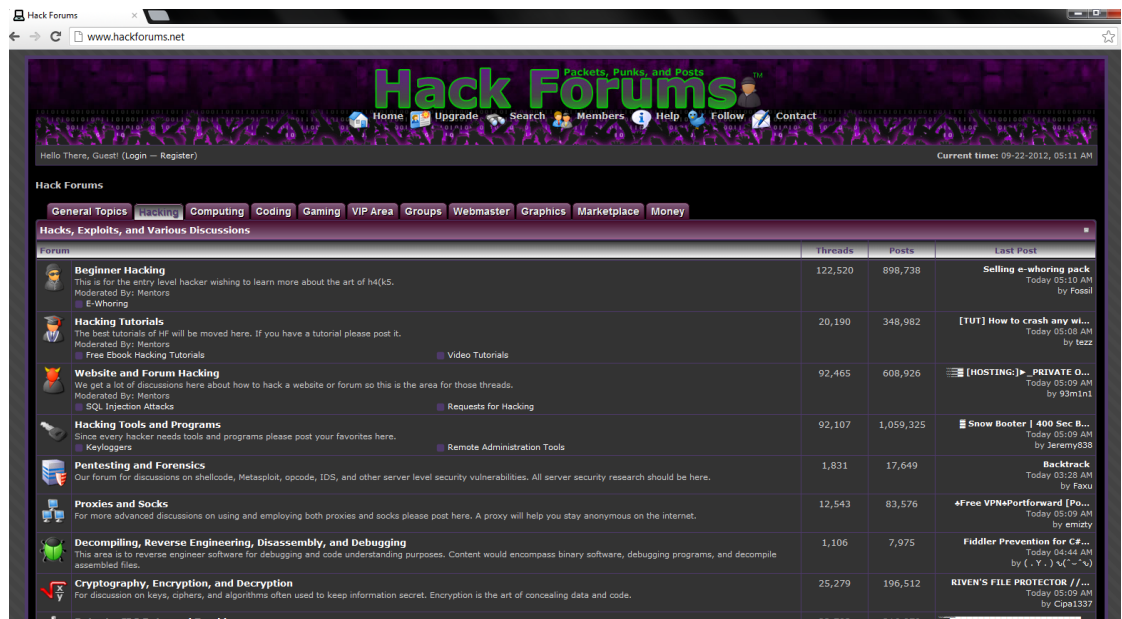 Hack Forums
www.hackforums.net
Hack Forums™
Packets, Punks, and Posts
Home Upgrade Search Members Help Follow Contact
Hello There, Guest! (Login — Register)
Current time: 09-22-2012, 05:11 AM
Hack Forums
General Topics Hacking Computing Coding Gaming VIP Area Groups Webmaster Graphics Marketplace Money
Hacks, Exploits, and Various Discussions
Forum Threads Posts Last Post
Beginner Hacking 122,520 898,738 Selling e-whoring pack
This is for the entry level hacker wishing to learn more about the art of h4(k5. Today 05:10 AM
Moderated By: Mentors by Fossil
E-Whoring
Hacking Tutorials 20,190 348,982 [TUT] How to crash any wi...
The best tutorials of HF will be moved here. If you have a tutorial please post it. Today 05:08 AM
Moderated By: Mentors by tezz
Free Ebook Hacking Tutorials Video Tutorials
Website and Forum Hacking 92,465 608,926 [HOSTING:]►_PRIVATE O...
We get a lot of discussions here about how to hack a website or forum so this is the area for those threads. Today 05:09 AM
Moderated By: Mentors by 93m1n1
SQL Injection Attacks Requests for Hacking
Hacking Tools and Programs 92,107 1,059,325 Snow Booter | 400 Sec B...
Since every hacker needs tools and programs please post your favorites here. Today 05:09 AM
Keyloggers Remote Administration Tools by Jeremy838
Pentesting and Forensics 1,831 17,649 Backtrack
Our forum for discussions on shellcode, Metasploit, opcode, IDS, and other server level security vulnerabilities. All server security research should be here. Today 03:28 AM
by Faxu
Proxies and Socks 12,543 83,576 +Free VPN+Portforward [Po...
For more advanced discussions on using and employing both proxies and socks please post here. A proxy will help you stay anonymous on the internet. Today 05:09 AM
by emizty
Decompiling, Reverse Engineering, Disassembly, and Debugging 1,106 7,975 Fiddler Prevention for C#...
This area is to reverse engineer software for debugging and code understanding purposes. Content would encompass binary software, debugging programs, and decompile Today 04:44 AM
assembled files. by ( . Y . )
Cryptography, Encryption, and Decryption 25,279 196,512 RIVEN'S FILE PROTECTOR //...
For discussion on keys, ciphers, and algorithms often used to keep information secret. Encryption is the art of concealing data and code. Today 05:09 AM
by Cipa1337